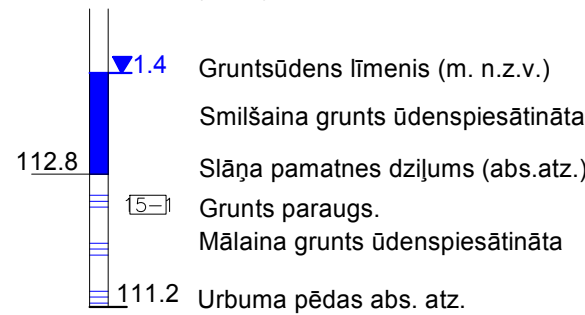 1.4 Gruntsūdens līmenis (m. n.z.v.)
Smilšaina grunts ūdenspiesātināta
112.8 Slāņa pamatnes dziļums (abs.atz.)
15-1 Grunts paraugs.
Mālaina grunts ūdenspiesātināta
111.2 Urbuma pēdas abs. atz.